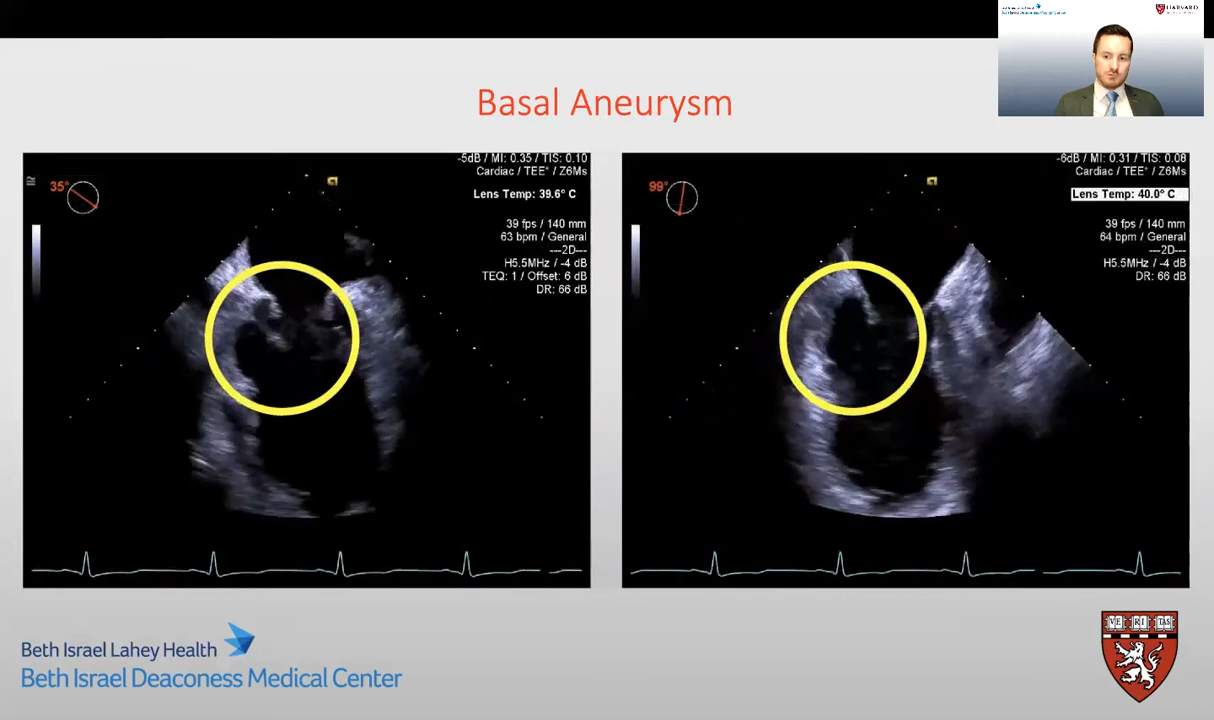 HARVARD
Basal Aneurysm
-5dB / MI: 0.35 / TIS: 0.10
Cardiac / TEE* / Z6Ms
35°
Lens Temp: 39.6° C
39 fps / 140 mm
63 bpm / General
---2D---
H5.5MHz / -4 dB
TEQ: 1 / Offset: 6 dB
DR: 66 dB
-6dB / MI: 0.31 / TIS: 0.08
Cardiac / TEE* / Z6Ms
99°
Lens Temp: 40.0° C
39 fps / 140 mm
64 bpm / General
---2D---
H5.5MHz / -4 dB
DR: 66 dB
Beth Israel Lahey Health
Beth Israel Deaconess Medical Center
VE RI TAS